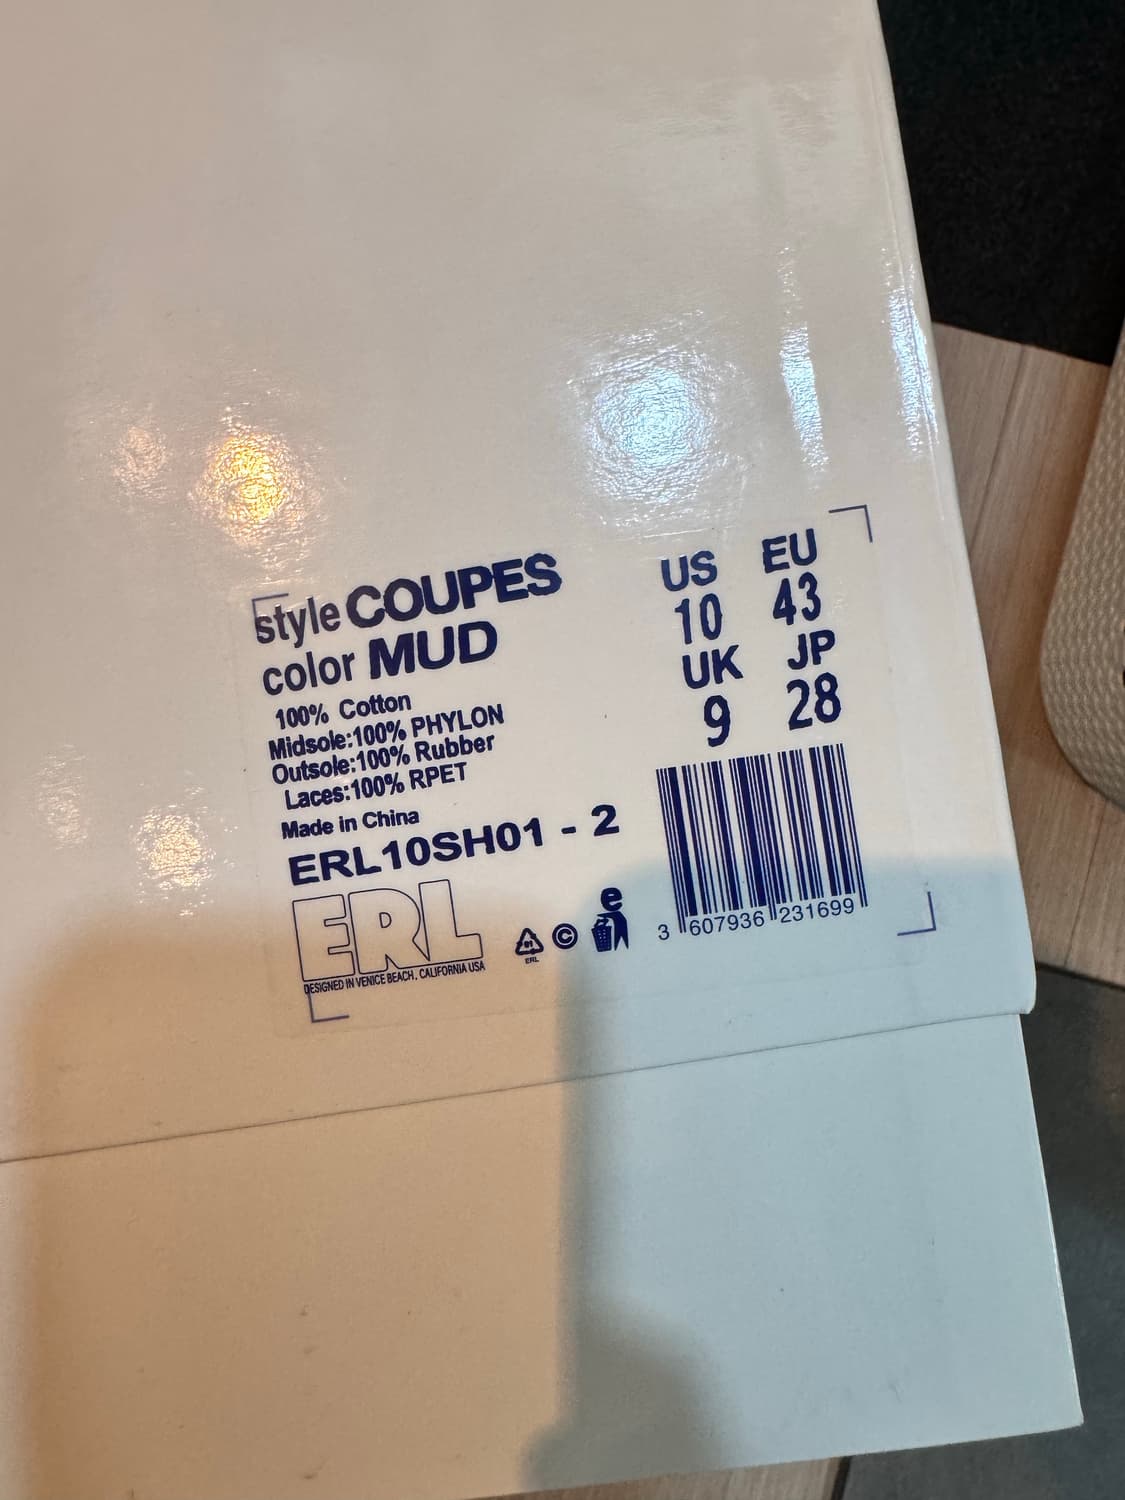 style COUPES
color MUD
100% Cotton
Midsole:100% PHYLON
Outsole:100% Rubber
Laces:100% RPET
Made in China
ERL10SH01 - 2
ERL
DESIGNED IN VENICE BEACH, CALIFORNIA USA
US EU
10 43
UK JP
9 28
01
ERL
©
e
3 607936 231699